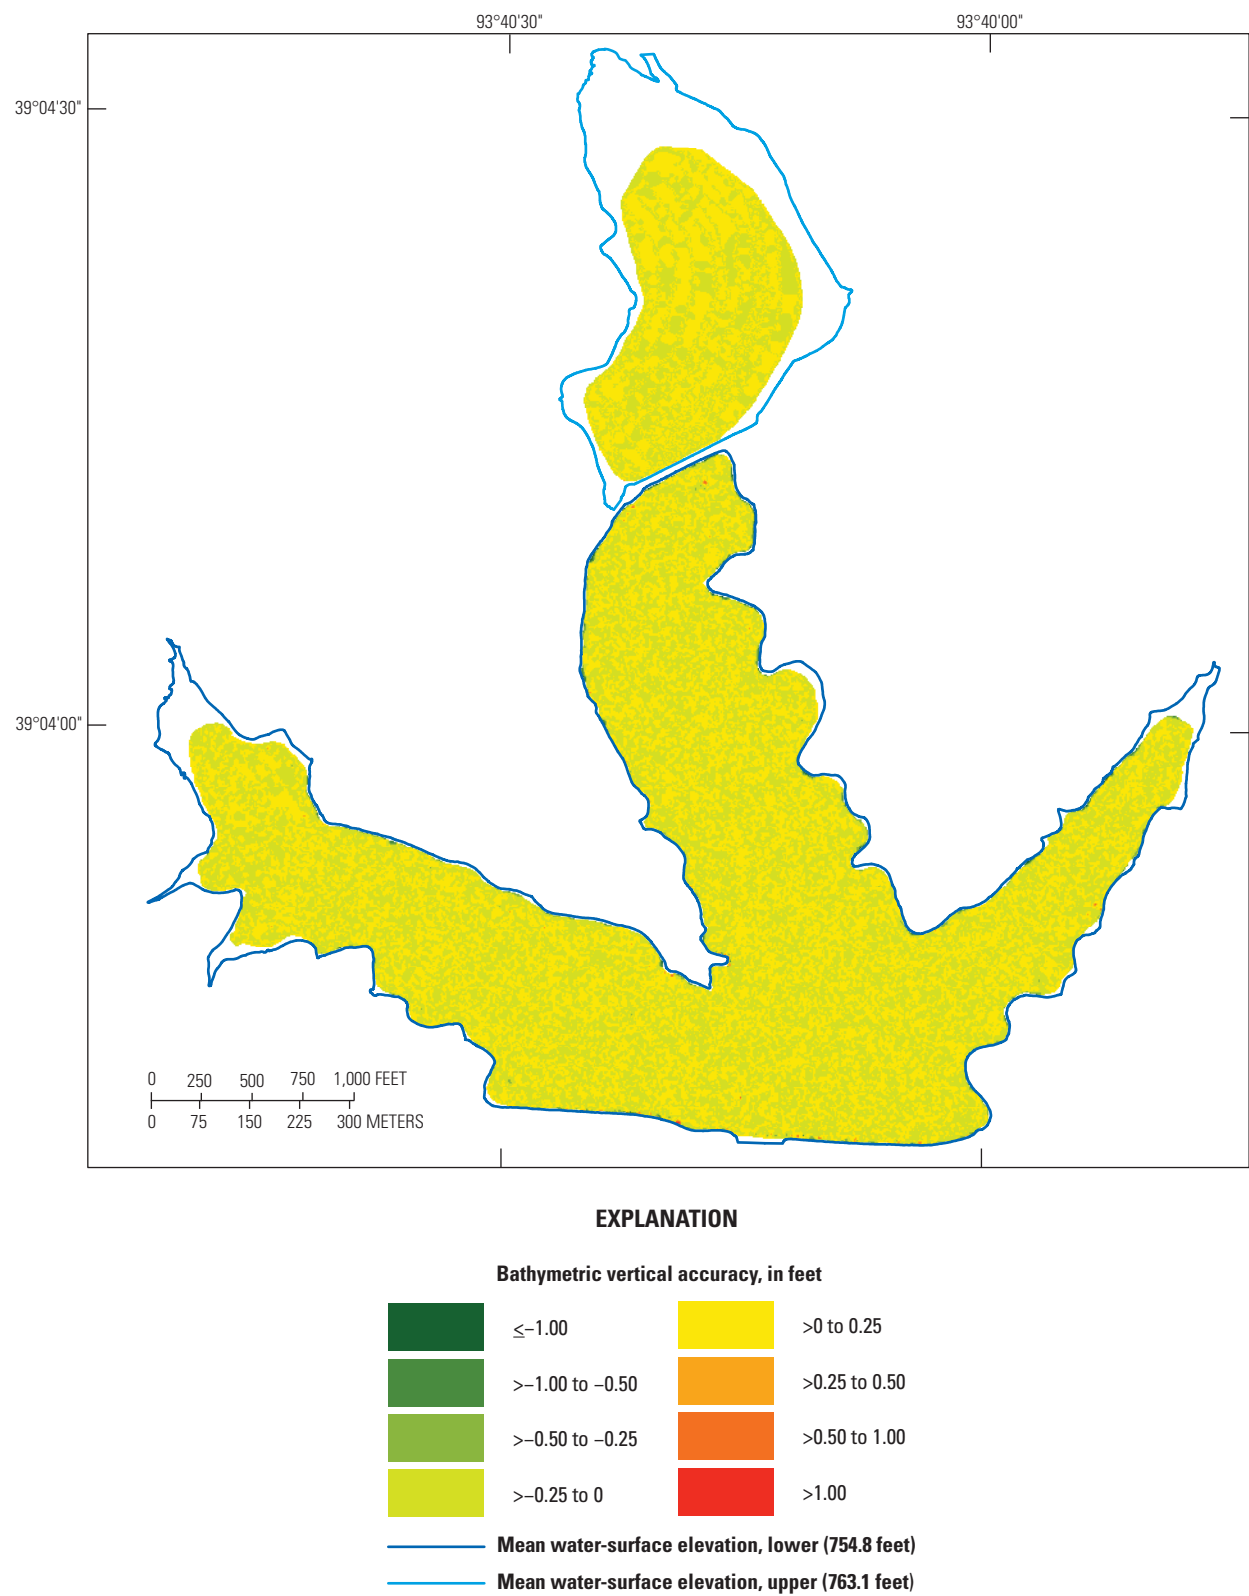 93°40'30" 93°40'00"
39°04'30"
39°04'00"
0 250 500 750 1,000 FEET
0 75 150 225 300 METERS
EXPLANATION
Bathymetric vertical accuracy, in feet
≤−1.00 >0 to 0.25
>−1.00 to −0.50 >0.25 to 0.50
>−0.50 to −0.25 >0.50 to 1.00
>−0.25 to 0 >1.00
Mean water-surface elevation, lower (754.8 feet)
Mean water-surface elevation, upper (763.1 feet)